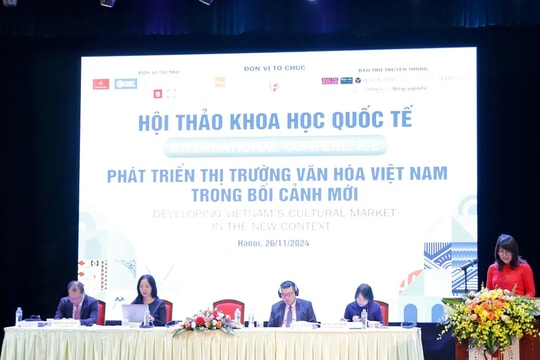 ĐƠN VỊ TÀI TRỢ
ĐƠN VỊ TỔ CHỨC
BẢO TRỢ TRUYỀN THÔNG
HỘI THẢO KHOA HỌC QUỐC TẾ
INTERNATIONAL CONFERENCE
PHÁT TRIỂN THỊ TRƯỜNG VĂN HÓA VIỆT NAM
TRONG BỐI CẢNH MỚI
DEVELOPING VIETNAM'S CULTURAL MARKET
IN THE NEW CONTEXT
Hanoi, 26/11/2024